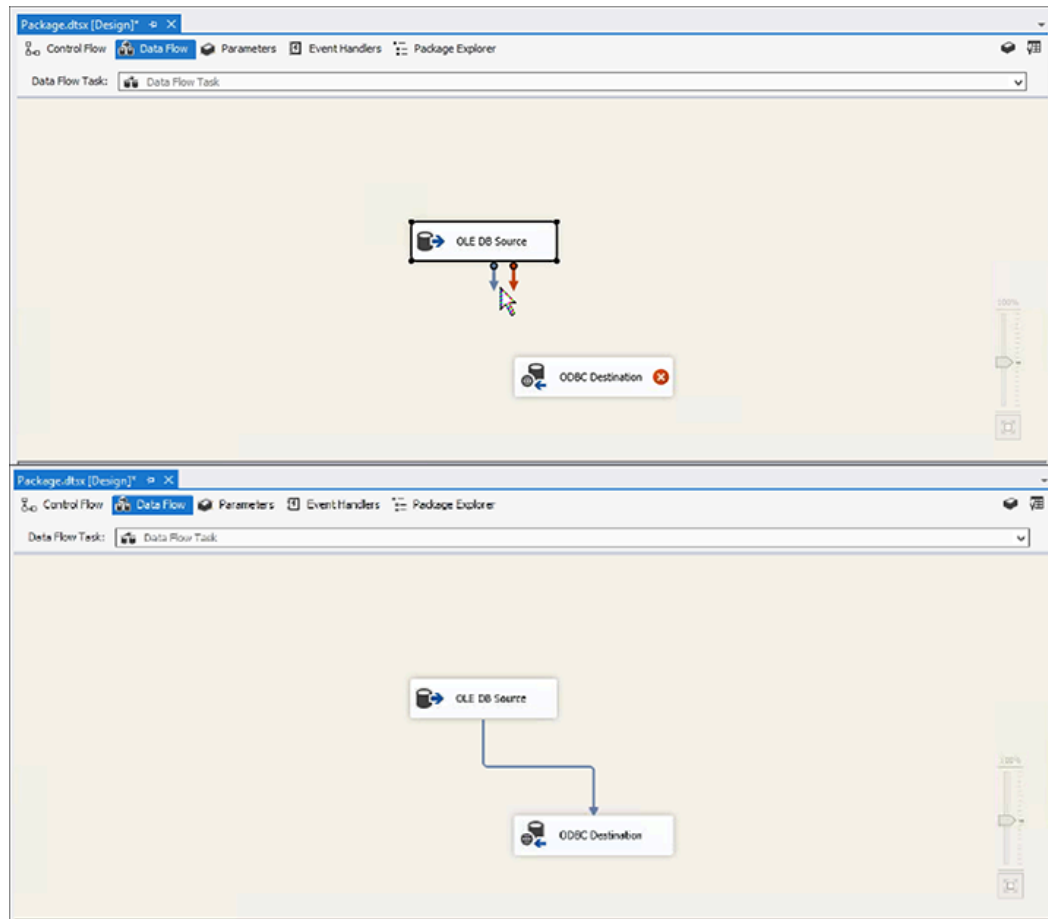 Package.dtsx [Design]*
Control Flow Data Flow Parameters Event Handlers Package Explorer
Data Flow Task: Data Flow Task
OLE DB Source
100%
ODBC Destination
Package.dtsx [Design]*
Control Flow Data Flow Parameters Event Handlers Package Explorer
Data Flow Task: Data Flow Task
OLE DB Source
100%
ODBC Destination